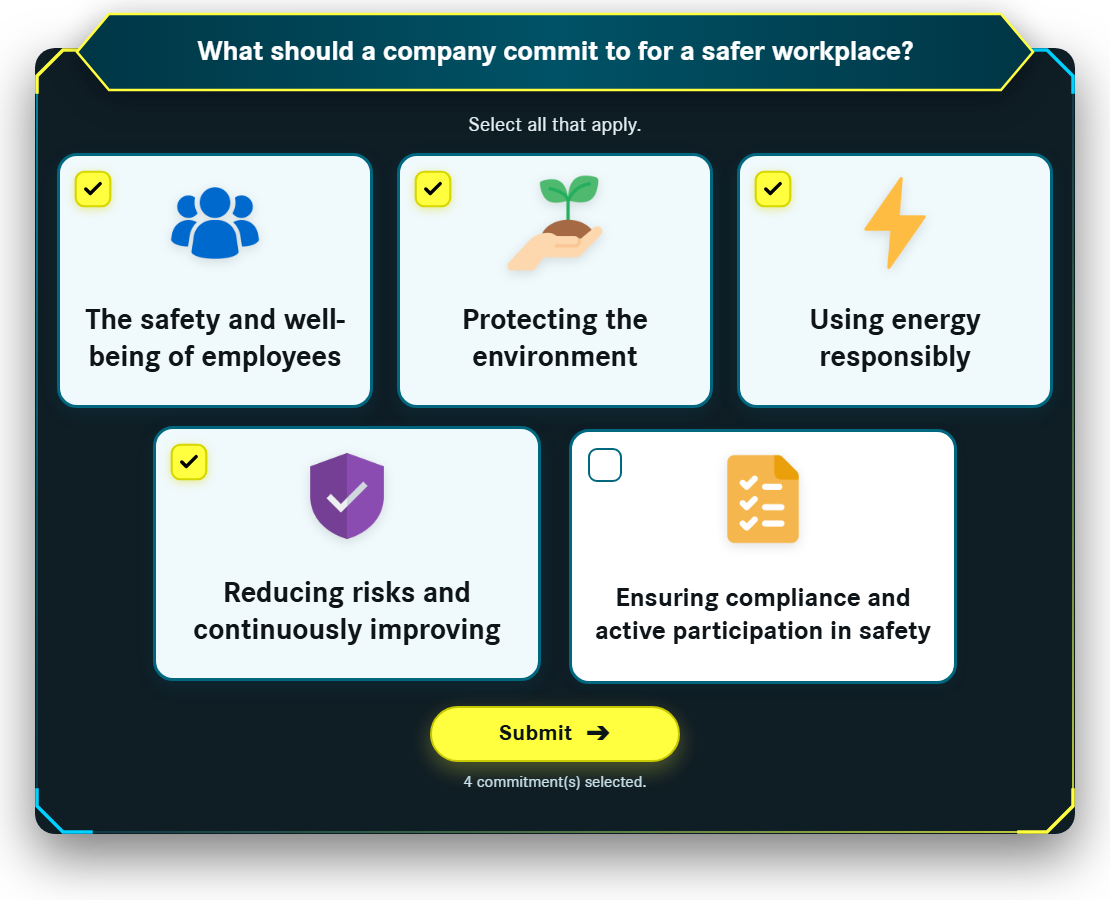 What should a company commit to for a safer workplace?
Select all that apply.
The safety and well-
being of employees
Protecting the
environment
Using energy
responsibly
Reducing risks and
continuously improving
Ensuring compliance and
active participation in safety
Submit ➔
4 commitment(s) selected.